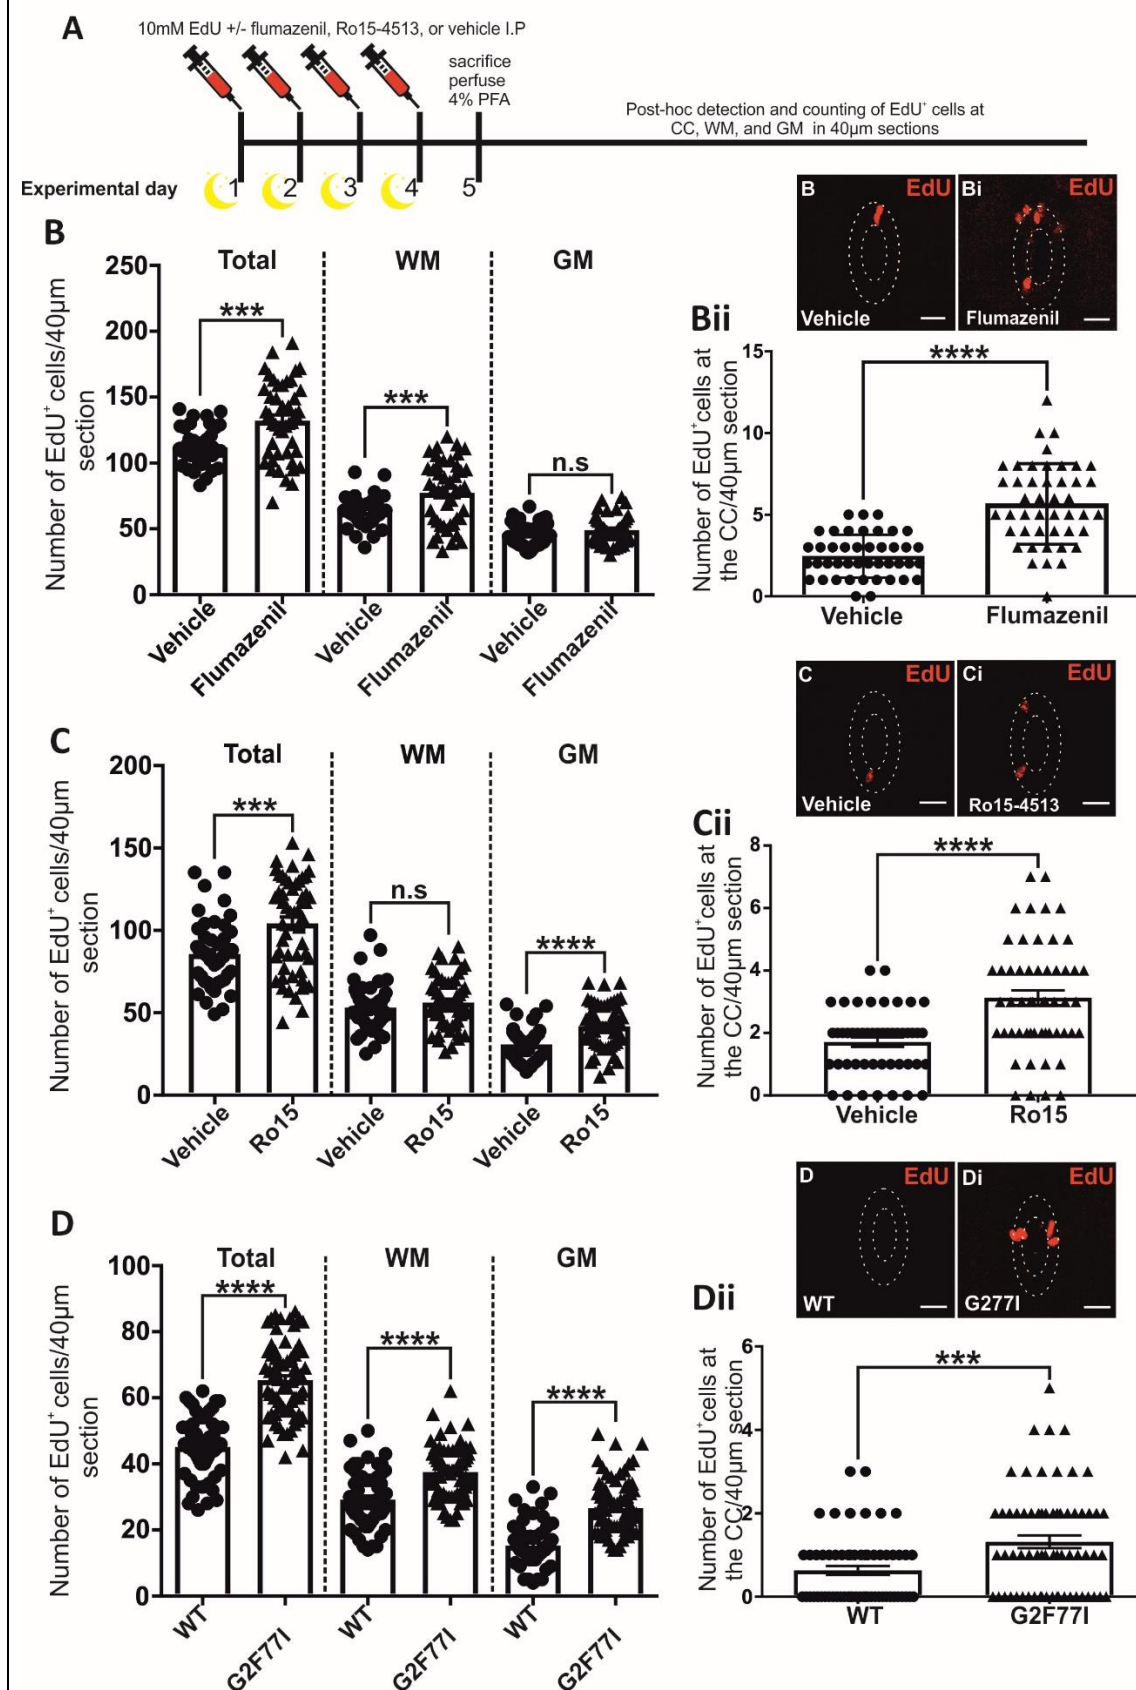 A
10mM EdU +/- flumazenil, Ro15-4513, or vehicle I.P
sacrifice
perfuse
4% PFA
Post-hoc detection and counting of EdU⁺ cells at
CC, WM, and GM in 40µm sections
Experimental day 1 2 3 4 5
B
Total WM GM
Number of EdU⁺ cells/40µm
section
250
200
150
100
50
0
*** *** n.s
Vehicle Flumazenil Vehicle Flumazenil Vehicle Flumazenil
B EdU
Vehicle
Bi EdU
Flumazenil
Bii
Number of EdU⁺cells at
the CC/40µm section
15
10
5
0
****
Vehicle Flumazenil
C
Total WM GM
Number of EdU⁺ cells/40µm
section
200
150
100
50
0
*** n.s ****
Vehicle Ro15 Vehicle Ro15 Vehicle Ro15
C EdU
Vehicle
Ci EdU
Ro15-4513
Cii
Number of EdU⁺cells at
the CC/40µm section
8
6
4
2
0
****
Vehicle Ro15
D
Total WM GM
Number of EdU⁺ cells/40µm
section
100
80
60
40
20
0
**** **** ****
WT G2F77I WT G2F77I WT G2F77I
D EdU
WT
Di EdU
G277I
Dii
Number of EdU⁺cells at
the CC/40µm section
6
4
2
0
***
WT G2F77I